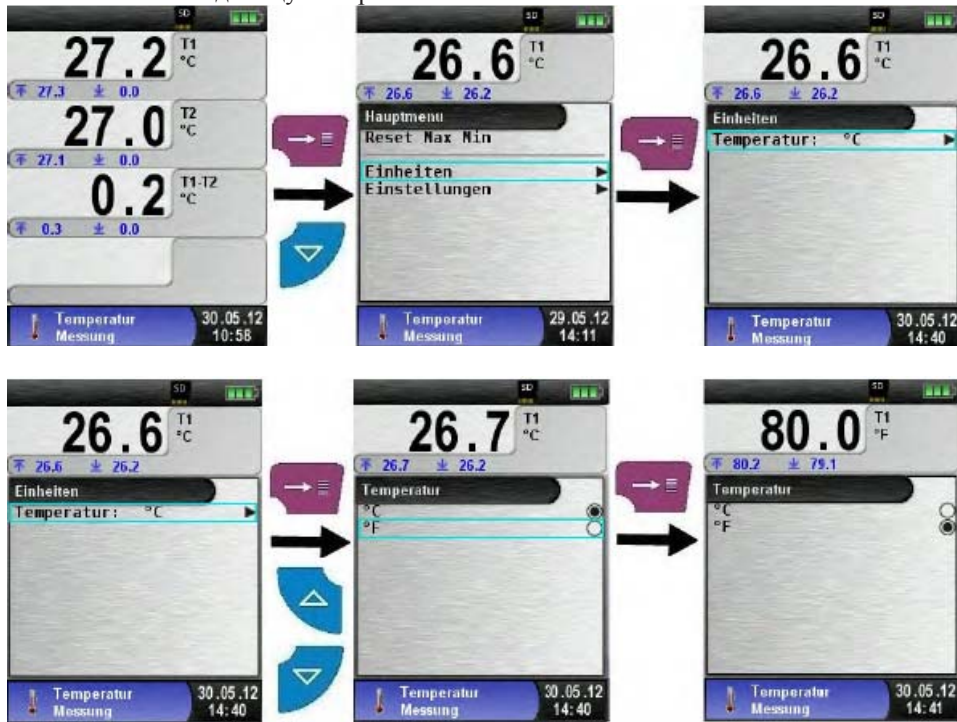 SD
27.2 T1
°C
27.3 0.0
27.0 T2
°C
27.1 0.0
0.2 T1-T2
°C
0.3 0.0
Temperatur
Messung
30.05.12
10:58
SD
26.6 T1
°C
26.6 26.2
Hauptmenu
Reset Max Min
Einheiten
Einstellungen
Temperatur
Messung
29.05.12
14:11
SD
26.6 T1
°C
26.6 26.2
Einheiten
Temperatur: °C
Temperatur
Messung
30.05.12
14:40
SD
26.6 T1
°C
26.6 26.2
Einheiten
Temperatur: °C
Temperatur
Messung
30.05.12
14:40
SD
26.7 T1
°C
26.7 26.2
Temperatur
°C
°F
Temperatur
Messung
30.05.12
14:40
SD
80.0 T1
°F
80.2 79.1
Temperatur
°C
°F
Temperatur
Messung
30.05.12
14:41